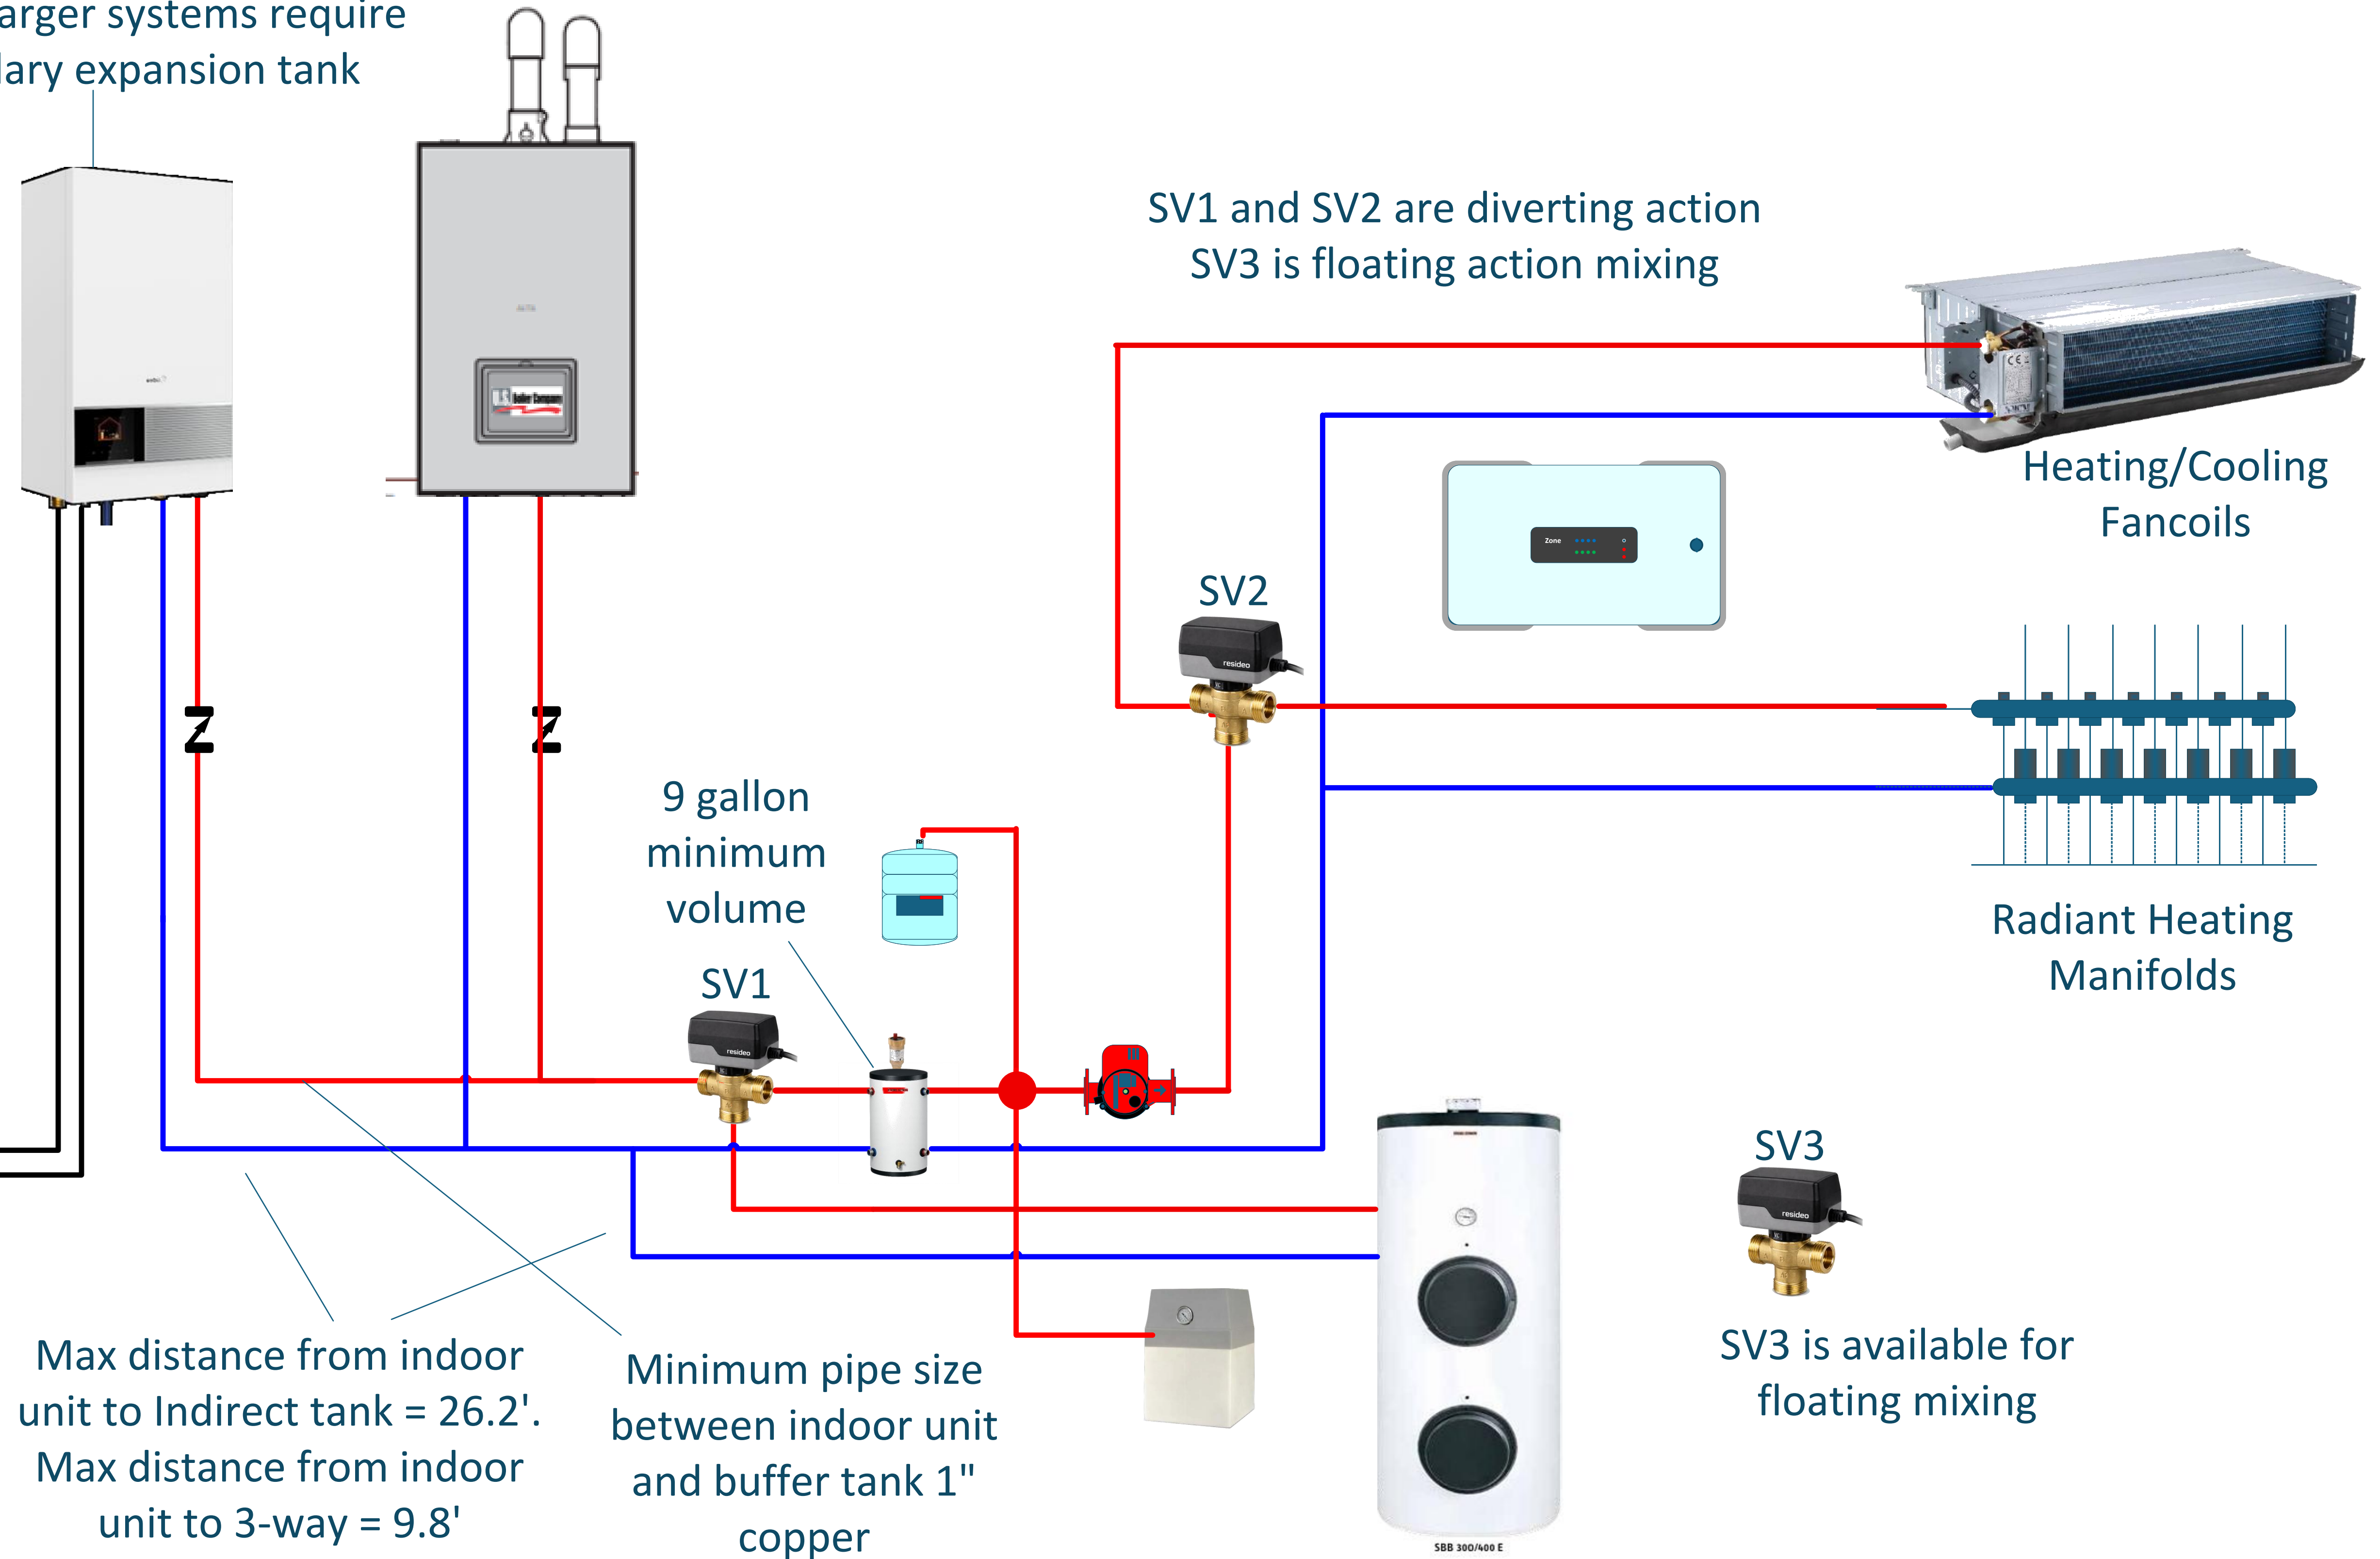 arger systems require
dary expansion tank
SV1 and SV2 are diverting action
SV3 is floating action mixing
Boiler Company
Heating/Cooling
Fancoils
Zone
SV2
resideo
9 gallon
minimum
volume
Radiant Heating
Manifolds
SV1
resideo
SV3
resideo
Max distance from indoor
unit to Indirect tank = 26.2'.
Max distance from indoor
unit to 3-way = 9.8'
Minimum pipe size
between indoor unit
and buffer tank 1"
copper
SV3 is available for
floating mixing
SBB 300/400 E